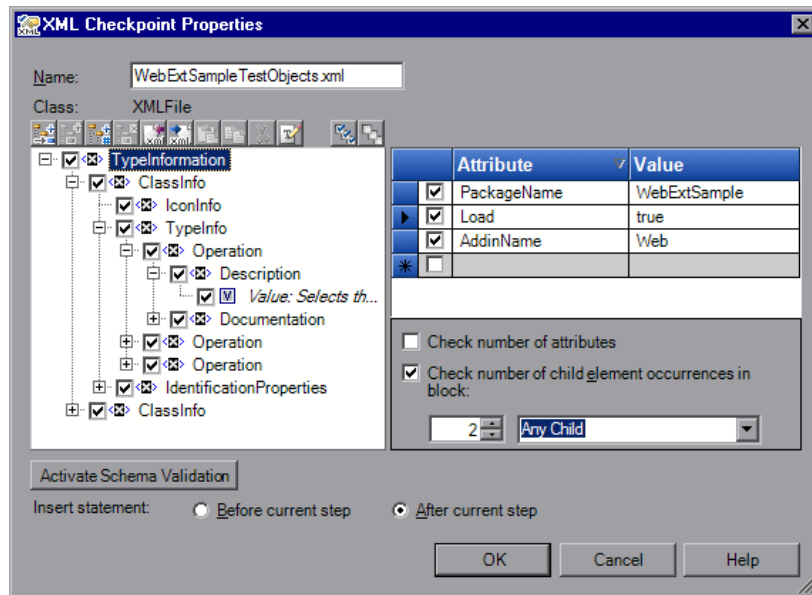 XML Checkpoint Properties
Name: WebExtSampleTestObjects.xml
Class: XMLFile
TypeInformation
ClassInfo
IconInfo
TypeInfo
Operation
Description
Value: Selects th...
Documentation
Operation
Operation
IdentificationProperties
ClassInfo
Attribute Value
PackageName WebExtSample
Load true
AddinName Web
Check number of attributes
Check number of child element occurrences in
block:
2 Any Child
Activate Schema Validation
Insert statement: Before current step After current step
OK Cancel Help